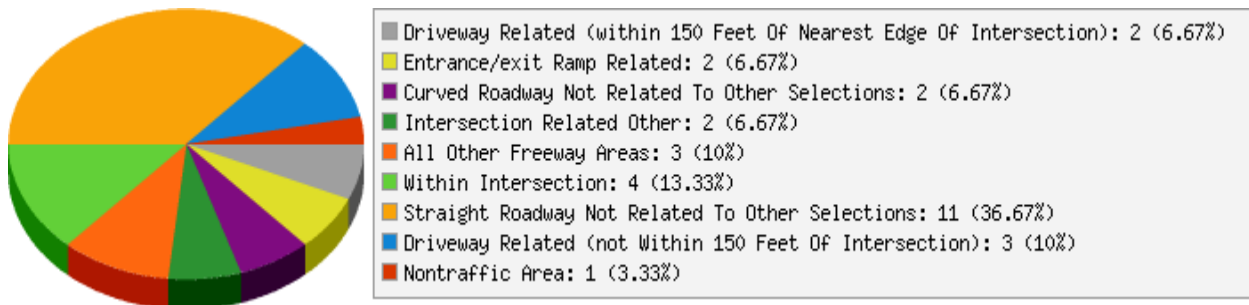 Driveway Related (within 150 Feet Of Nearest Edge Of Intersection): 2 (6.67%)
Entrance/exit Ramp Related: 2 (6.67%)
Curved Roadway Not Related To Other Selections: 2 (6.67%)
Intersection Related Other: 2 (6.67%)
All Other Freeway Areas: 3 (10%)
Within Intersection: 4 (13.33%)
Straight Roadway Not Related To Other Selections: 11 (36.67%)
Driveway Related (not Within 150 Feet Of Intersection): 3 (10%)
Nontraffic Area: 1 (3.33%)